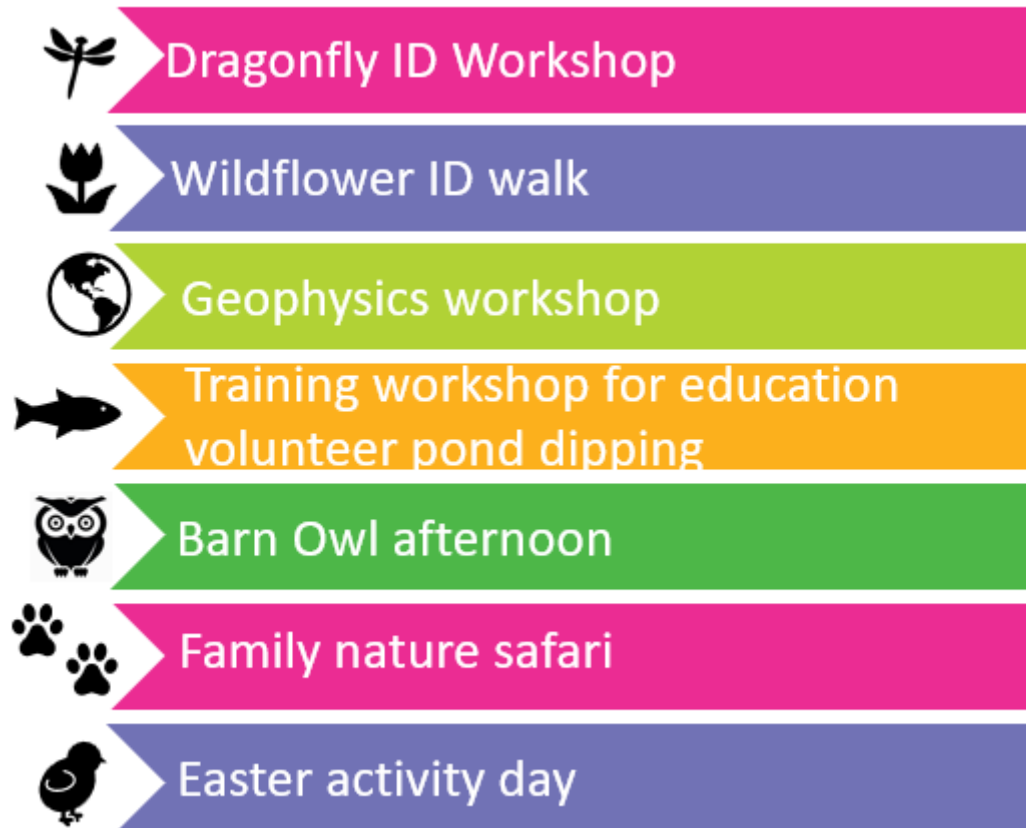 Dragonfly ID Workshop
Wildflower ID walk
Geophysics workshop
Training workshop for education
volunteer pond dipping
Barn Owl afternoon
Family nature safari
Easter activity day